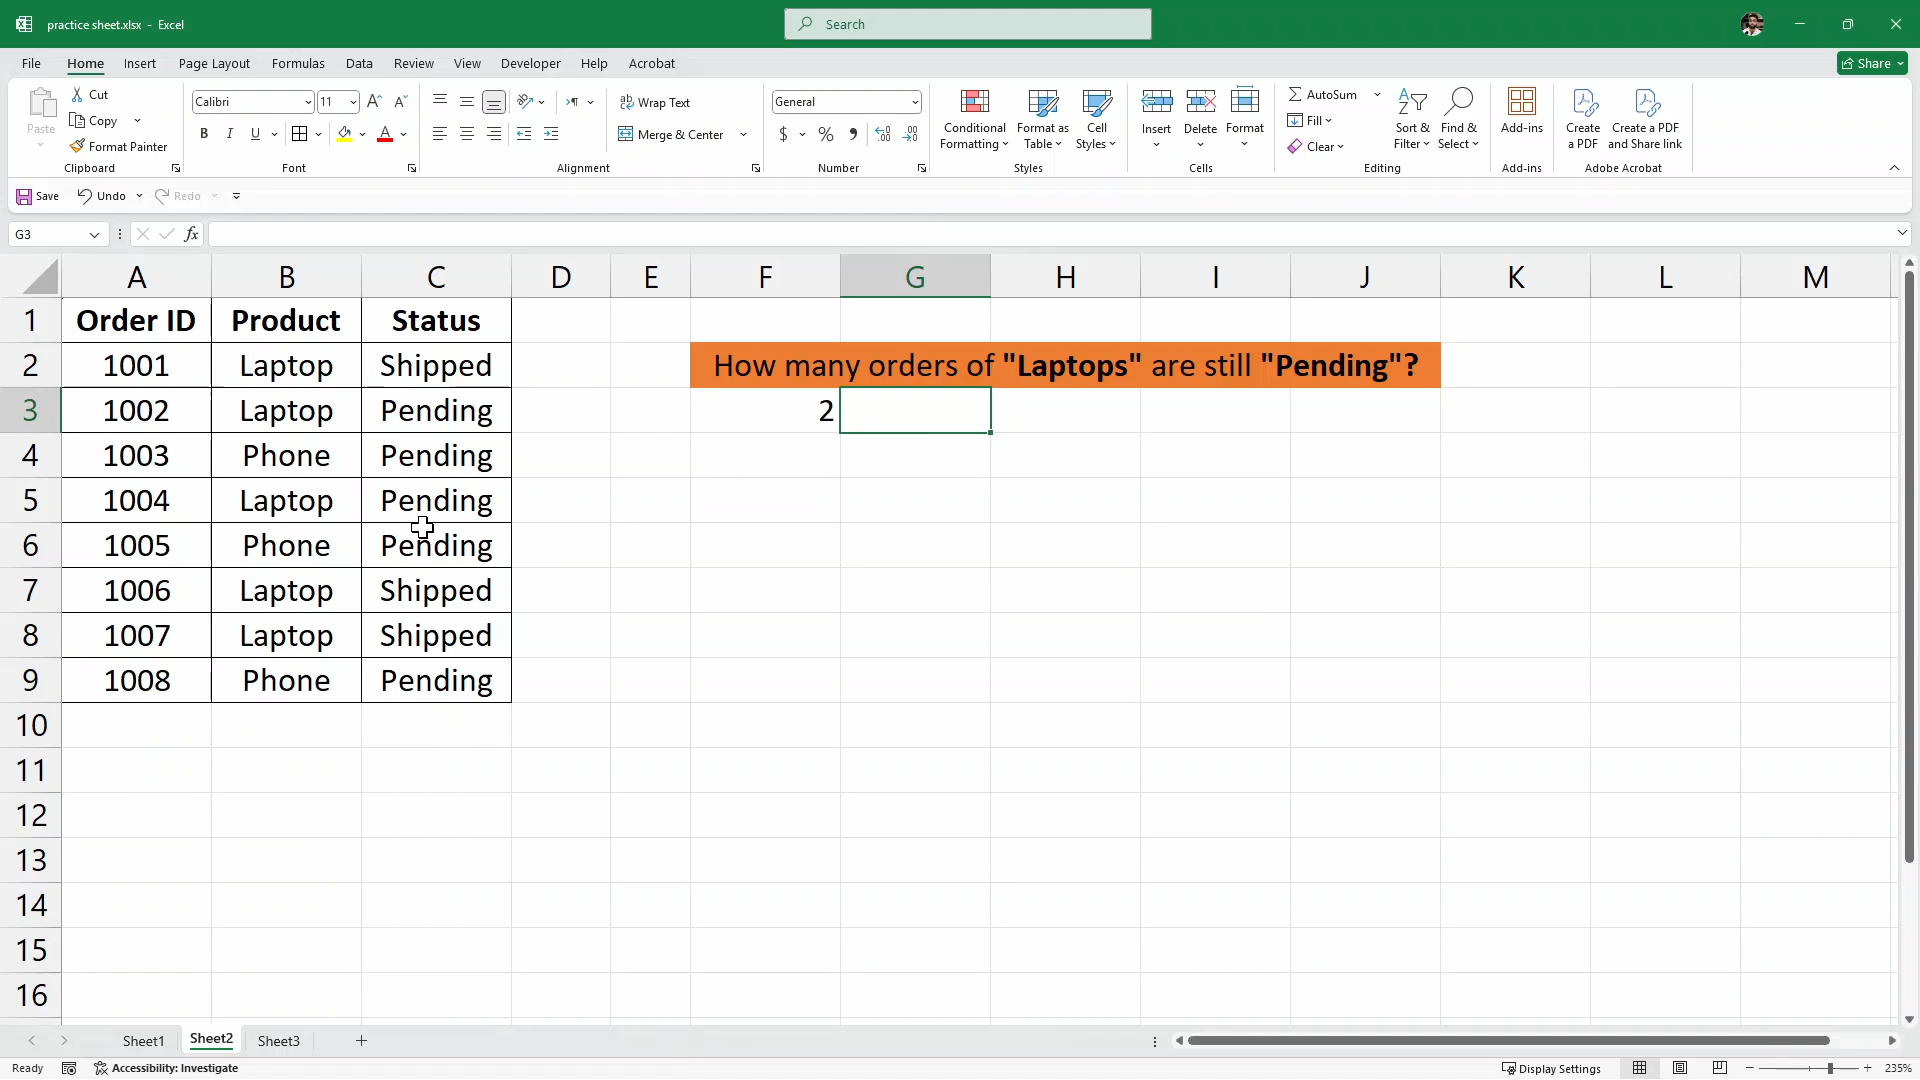 practice sheet.xlsx - Excel
Search
File Home Insert Page Layout Formulas Data Review View Developer Help Acrobat
Share
Paste
Cut
Copy
Format Painter
Clipboard
Calibri 11
B I U
Font
Wrap Text
Merge & Center
Alignment
General
$ % ,
Number
Conditional Formatting
Format as Table
Cell Styles
Styles
Insert
Delete
Format
Cells
AutoSum
Fill
Clear
Sort & Filter
Find & Select
Editing
Add-ins
Add-ins
Create a PDF
Create a PDF and Share link
Adobe Acrobat
Save Undo Redo
G3
fx
A B C D E F G H I J K L M
1 Order ID Product Status
2 1001 Laptop Shipped How many orders of "Laptops" are still "Pending"?
3 1002 Laptop Pending 2
4 1003 Phone Pending
5 1004 Laptop Pending
6 1005 Phone Pending
7 1006 Laptop Shipped
8 1007 Laptop Shipped
9 1008 Phone Pending
10
11
12
13
14
15
16
Sheet1 Sheet2 Sheet3
Ready Accessibility: Investigate Display Settings 235%